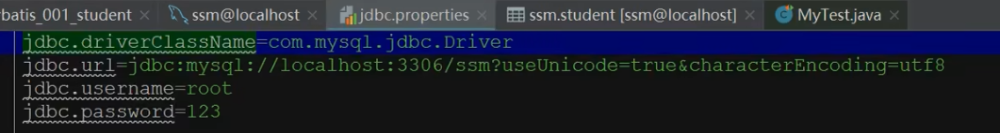 rbatis_001_student
ssm@localhost
jdbc.properties
ssm.student [ssm@localhost]
MyTest.java
jdbc.driverClassName=com.mysql.jdbc.Driver
jdbc.url=jdbc:mysql://localhost:3306/ssm?useUnicode=true&characterEncoding=utf8
jdbc.username=root
jdbc.password=123